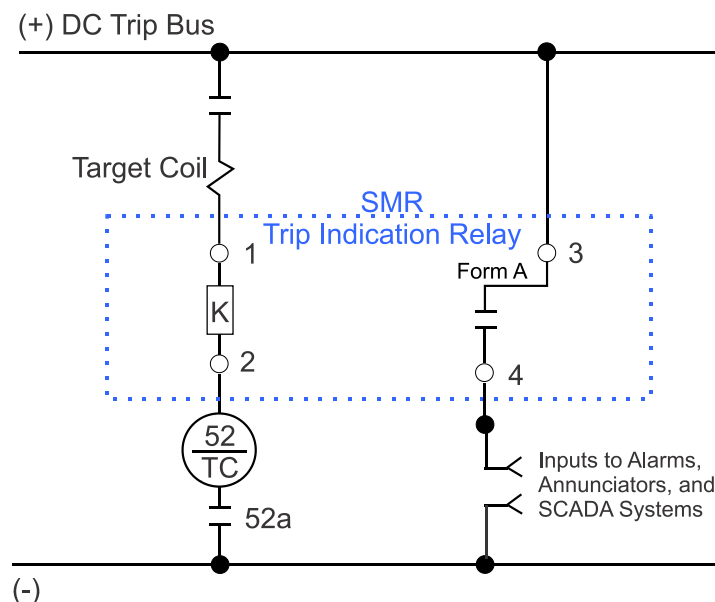 (+) DC Trip Bus
Target Coil
SMR
Trip Indication Relay
1
3
Form A
K
2
4
52
TC
Inputs to Alarms,
Annunciators, and
SCADA Systems
52a
(-)